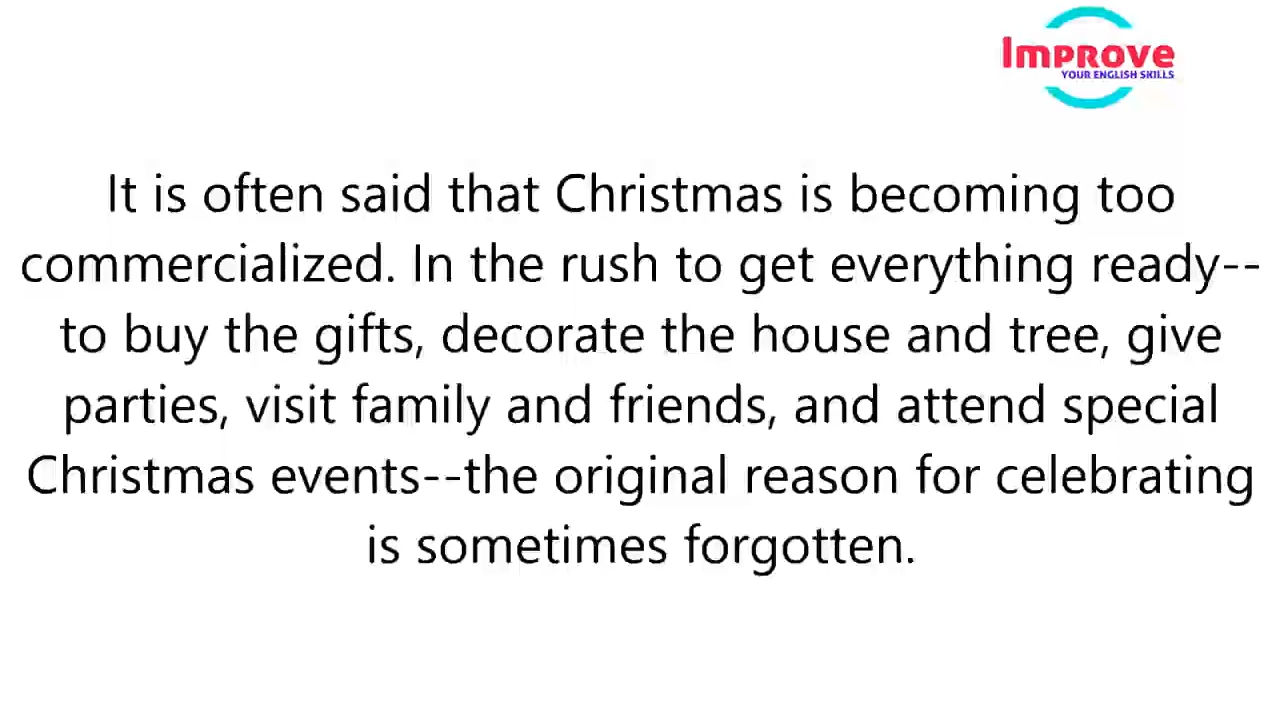 Improve
YOUR ENGLISH SKILLS
It is often said that Christmas is becoming too
commercialized. In the rush to get everything ready--
to buy the gifts, decorate the house and tree, give
parties, visit family and friends, and attend special
Christmas events--the original reason for celebrating
is sometimes forgotten.